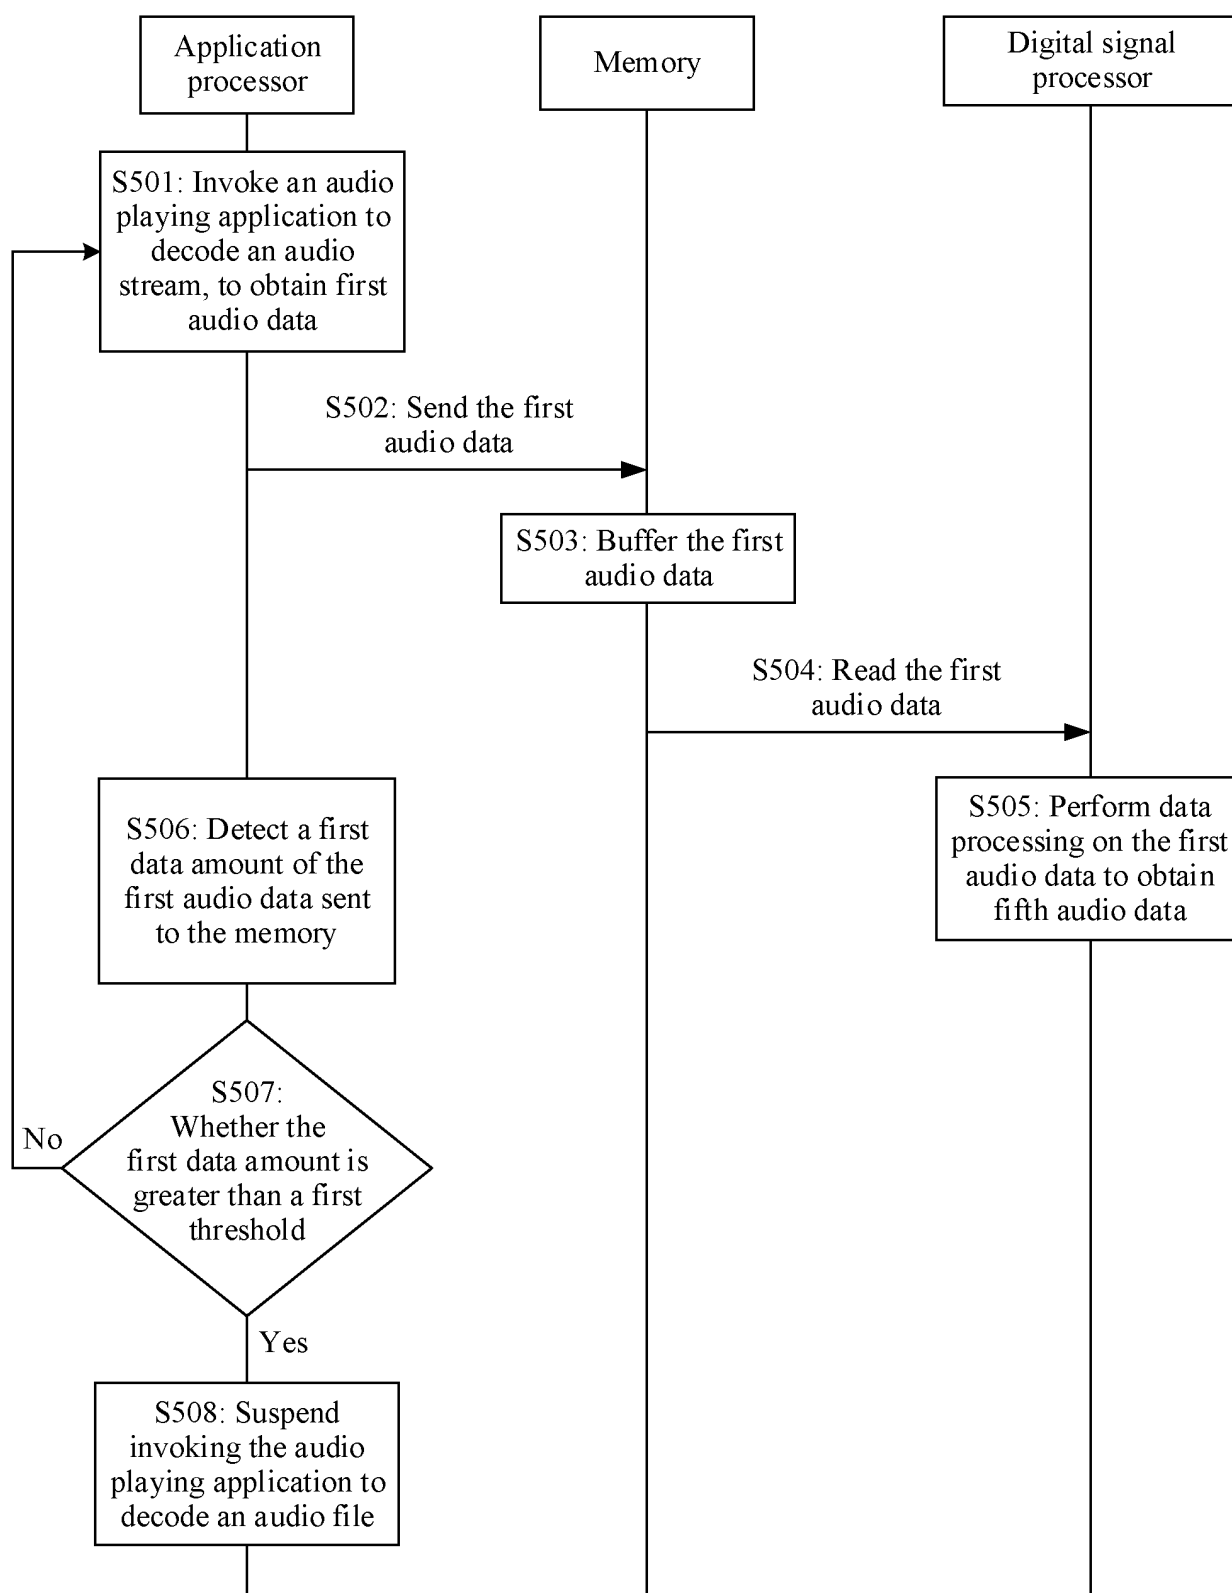 Application
processor
Memory
Digital signal
processor
S501: Invoke an audio
playing application to
decode an audio
stream, to obtain first
audio data
S502: Send the first
audio data
S503: Buffer the first
audio data
S504: Read the first
audio data
S506: Detect a first
data amount of the
first audio data sent
to the memory
S505: Perform data
processing on the first
audio data to obtain
fifth audio data
S507:
Whether the
first data amount is
greater than a first
threshold
No
Yes
S508: Suspend
invoking the audio
playing application to
decode an audio file